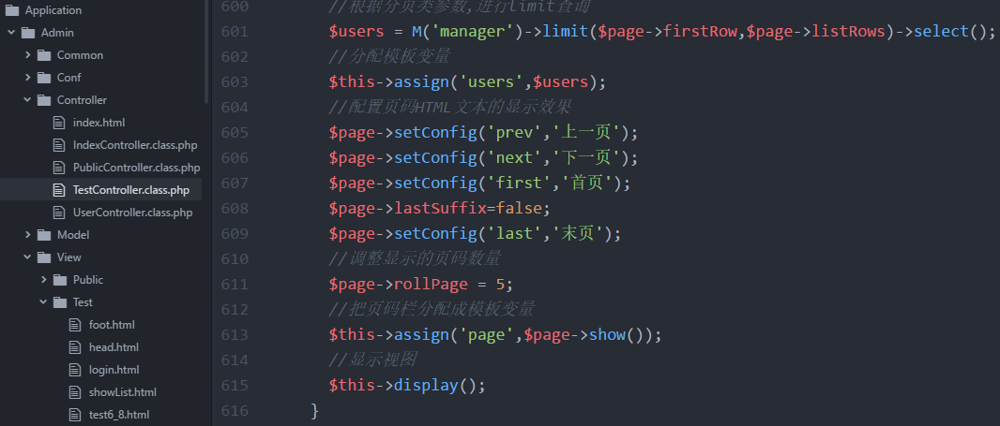 Application
Admin
Common
Conf
Controller
index.html
IndexController.class.php
PublicController.class.php
TestController.class.php
UserController.class.php
Model
View
Public
Test
foot.html
head.html
login.html
showList.html
test6_8.html
600 //根据分页类参数,进行limit查询
601 $users = M('manager')->limit($page->firstRow,$page->listRows)->select();
602 //分配模板变量
603 $this->assign('users',$users);
604 //配置页码HTML文本的显示效果
605 $page->setConfig('prev','上一页');
606 $page->setConfig('next','下一页');
607 $page->setConfig('first','首页');
608 $page->lastSuffix=false;
609 $page->setConfig('last','末页');
610 //调整显示的页码数量
611 $page->rollPage = 5;
612 //把页码栏分配成模板变量
613 $this->assign('page',$page->show());
614 //显示视图
615 $this->display();
616 }